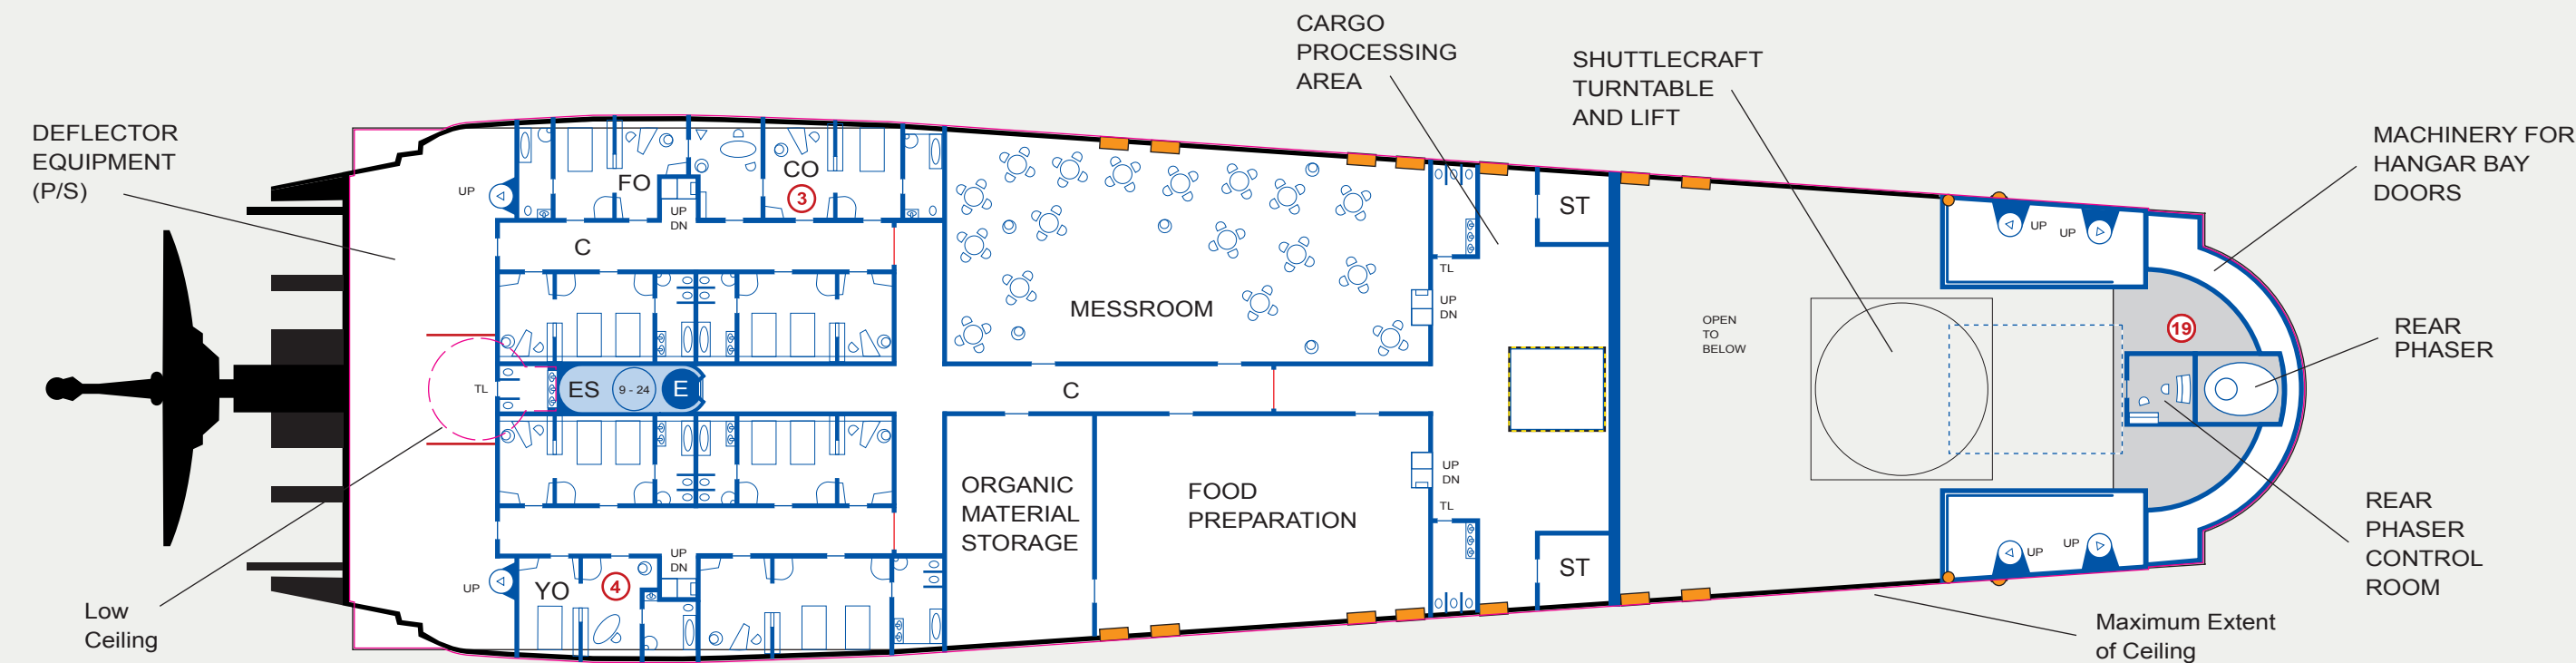 CARGO
PROCESSING
AREA
SHUTTLECRAFT
TURNTABLE
AND LIFT
DEFLECTOR
EQUIPMENT
(P/S)
MACHINERY FOR
HANGAR BAY
DOORS
UP
FO
CO
3
UP
DN
C
ST
UP
UP
TL
UP
DN
MESSROOM
OPEN
TO
BELOW
19
REAR
PHASER
TL
ES
9 - 24
E
C
ORGANIC
MATERIAL
STORAGE
FOOD
PREPARATION
UP
DN
TL
REAR
PHASER
CONTROL
ROOM
UP
DN
UP
YO
4
ST
UP
UP
Low
Ceiling
Maximum Extent
of Ceiling